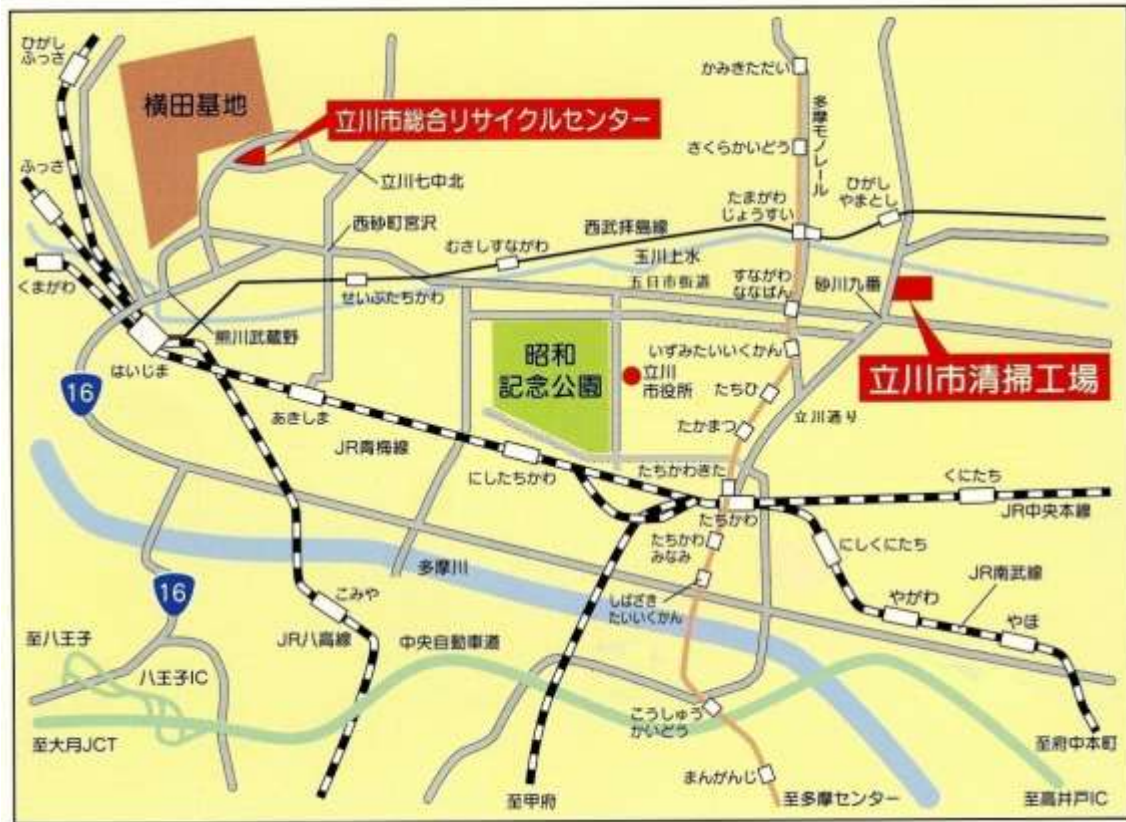 ひがし
ふっさ
横田基地
立川市総合リサイクルセンター
かみきただい
多摩モノレール
さくらかいどう
ふっさ
立川七中北
西砂町宮沢
たまがわ
じょうすい
ひがし
やまとし
西武拝島線
むさしすながわ
玉川上水
くまがわ
せいぶたちかわ
五日市街道
すながわ
ななばん
砂川九番
熊川武蔵野
はいじま
昭和
記念公園
いずみたいいくかん
立川
市役所
たちひ
立川市清掃工場
16
あきしま
立川通り
たかまつ
JR青梅線
にしたちかわ
たちかわきた
くにたち
たちかわ
JR中央本線
たちかわ
みなみ
にしくにたち
多摩川
JR南武線
16
こみや
しばざき
たいいくかん
やがわ
やほ
至八王子
JR八高線
中央自動車道
八王子IC
こうしゅう
かいどう
至大月JCT
至府中本町
まんがんじ
至甲府
至多摩センター
至高井戸IC